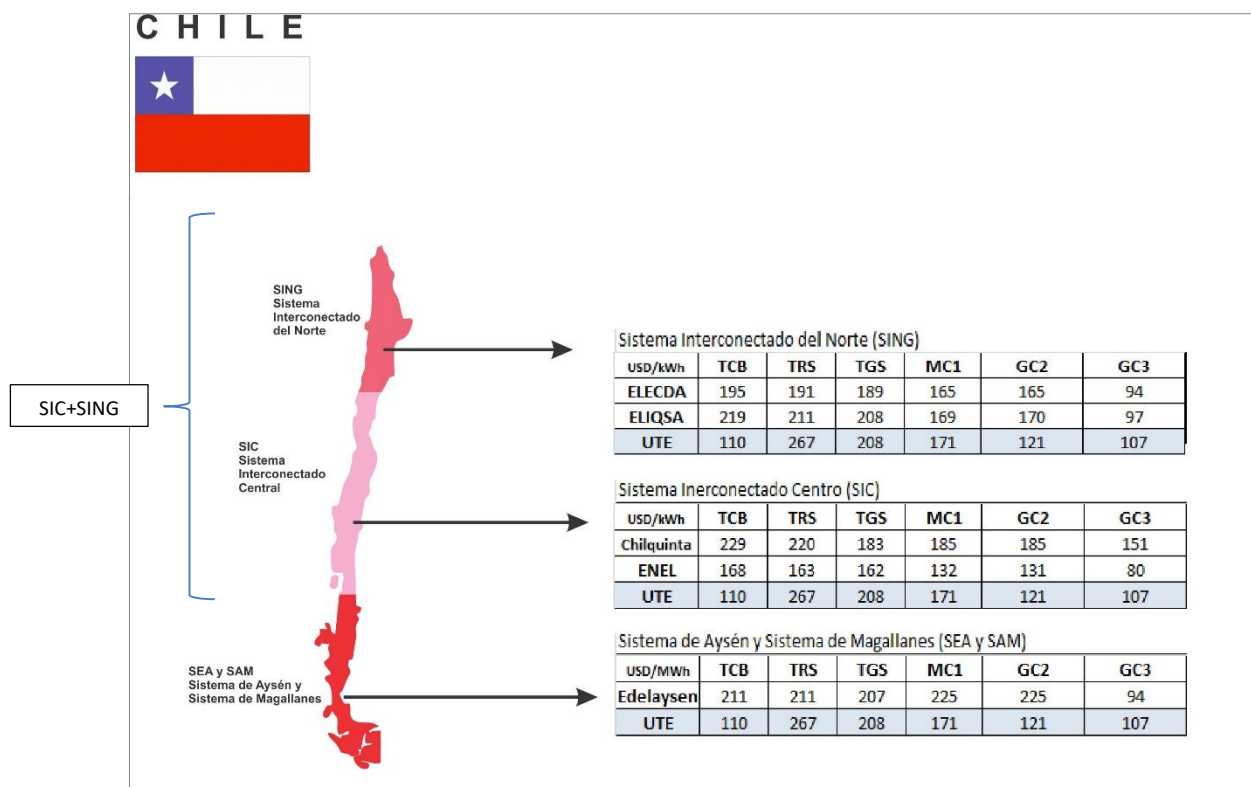 C H I L E
SING
Sistema
Interconectado
del Norte
SIC+SING
SIC
Sistema
Interconectado
Central
SEA y SAM
Sistema de Aysén y
Sistema de Magallanes
Sistema Interconectado del Norte (SING)
USD/kWh TCB TRS TGS MC1 GC2 GC3
ELECDA 195 191 189 165 165 94
ELIQSA 219 211 208 169 170 97
UTE 110 267 208 171 121 107
Sistema Inerconectado Centro (SIC)
USD/kWh TCB TRS TGS MC1 GC2 GC3
Chilquinta 229 220 183 185 185 151
ENEL 168 163 162 132 131 80
UTE 110 267 208 171 121 107
Sistema de Aysén y Sistema de Magallanes (SEA y SAM)
USD/MWh TCB TRS TGS MC1 GC2 GC3
Edelaysen 211 211 207 225 225 94
UTE 110 267 208 171 121 107